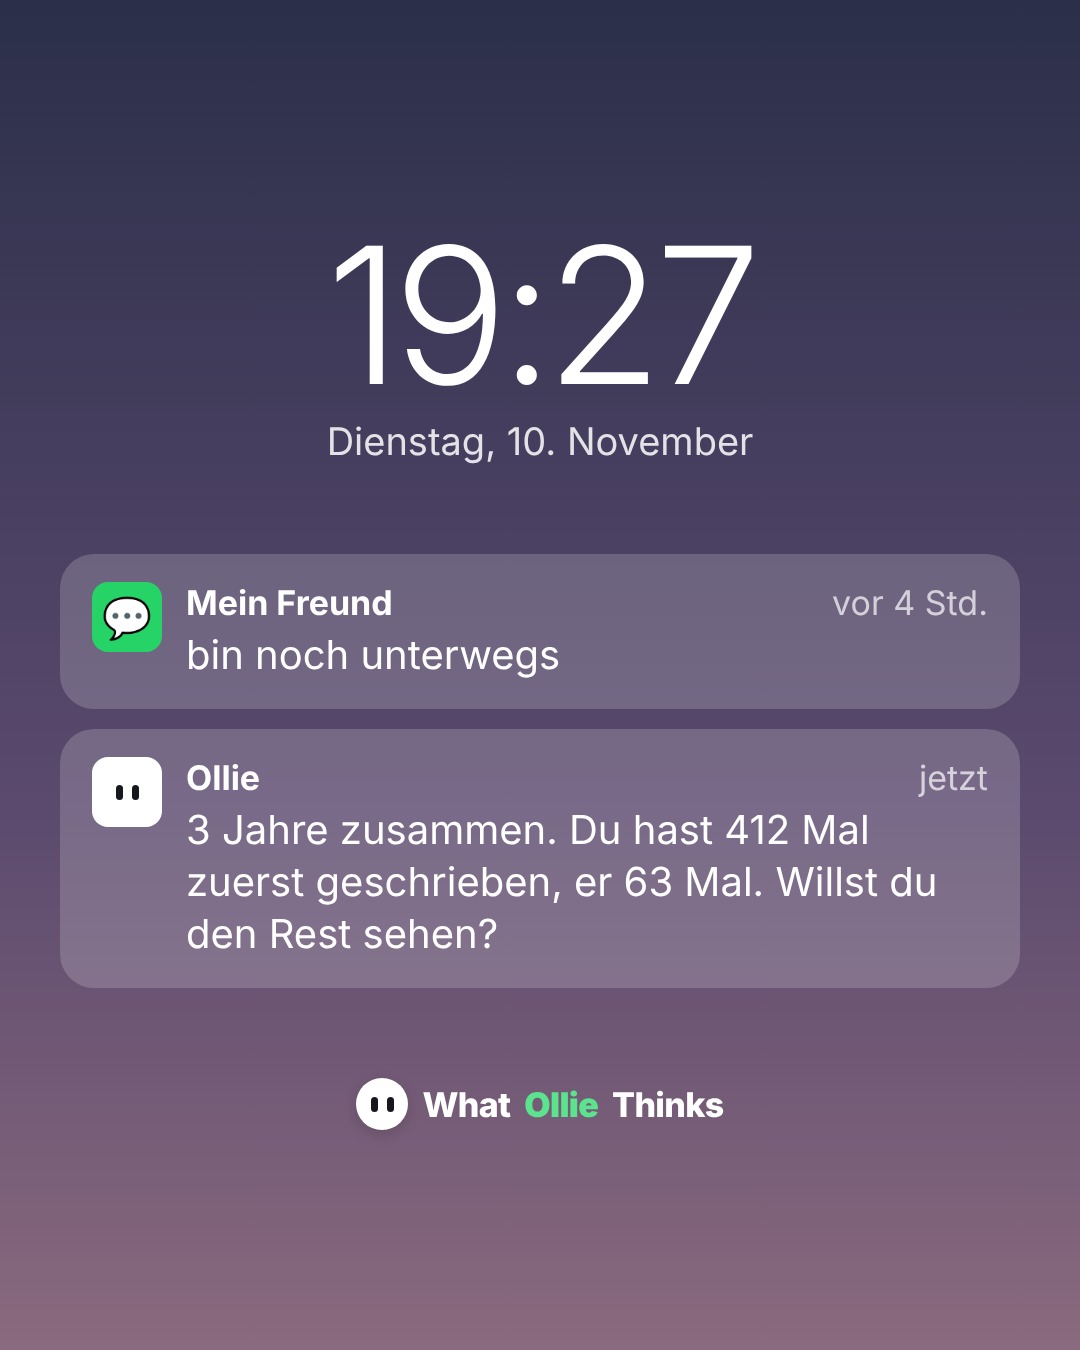 19:27
Dienstag, 10. November
Mein Freund
vor 4 Std.
bin noch unterwegs
Ollie
jetzt
3 Jahre zusammen. Du hast 412 Mal
zuerst geschrieben, er 63 Mal. Willst du
den Rest sehen?
What Ollie Thinks